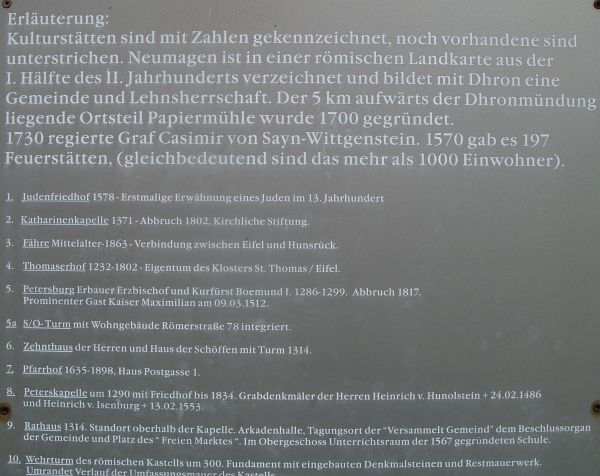 Erläuterung:
Kulturstätten sind mit Zahlen gekennzeichnet, noch vorhandene sind
unterstrichen. Neumagen ist in einer römischen Landkarte aus der
I. Hälfte des II. Jahrhunderts verzeichnet und bildet mit Dhron eine
Gemeinde und Lehnsherrschaft. Der 5 km aufwärts der Dhronmündung
liegende Ortsteil Papiermühle wurde 1700 gegründet.
1730 regierte Graf Casimir von Sayn-Wittgenstein. 1570 gab es 197
Feuerstätten, (gleichbedeutend sind das mehr als 1000 Einwohner).
1. Judenfriedhof 1578 - Erstmalige Erwähnung eines Juden im 13. Jahrhundert
2. Katharinenkapelle 1371 - Abbruch 1802, Kirchliche Stiftung.
3. Fähre Mittelalter-1863 - Verbindung zwischen Eifel und Hunsrück.
4. Thomaserhof 1232-1802 - Eigentum des Klosters St. Thomas / Eifel.
5. Petersburg Erbauer Erzbischof und Kurfürst Boemund I. 1286-1299. Abbruch 1817.
Prominenter Gast Kaiser Maximilian am 09.03.1512.
5a S/O-Turm mit Wohngebäude Römerstraße 78 integriert.
6. Zehnthaus der Herren und Haus der Schöffen mit Turm 1314.
7. Pfarrhof 1635-1898, Haus Postgasse 1.
8. Peterskapelle um 1290 mit Friedhof bis 1834. Grabdenkmäler der Herren Heinrich v. Hunolstein + 24.02.1486
und Heinrich v. Isenburg + 13.02.1553.
9. Rathaus 1314. Standort oberhalb der Kapelle. Arkadenhalle, Tagungsort der "Versammelt Gemeind" dem Beschlussorgan
der Gemeinde und Platz des " Freien Marktes ". Im Obergeschoss Unterrichtsraum der 1567 gegründeten Schule.
10. Wehrturm des römischen Kastells um 300. Fundament mit eingebauten Denkmalsteinen und Resmauerwerk.
Umrandet Verlauf der Umfassungsmauer des Kastells